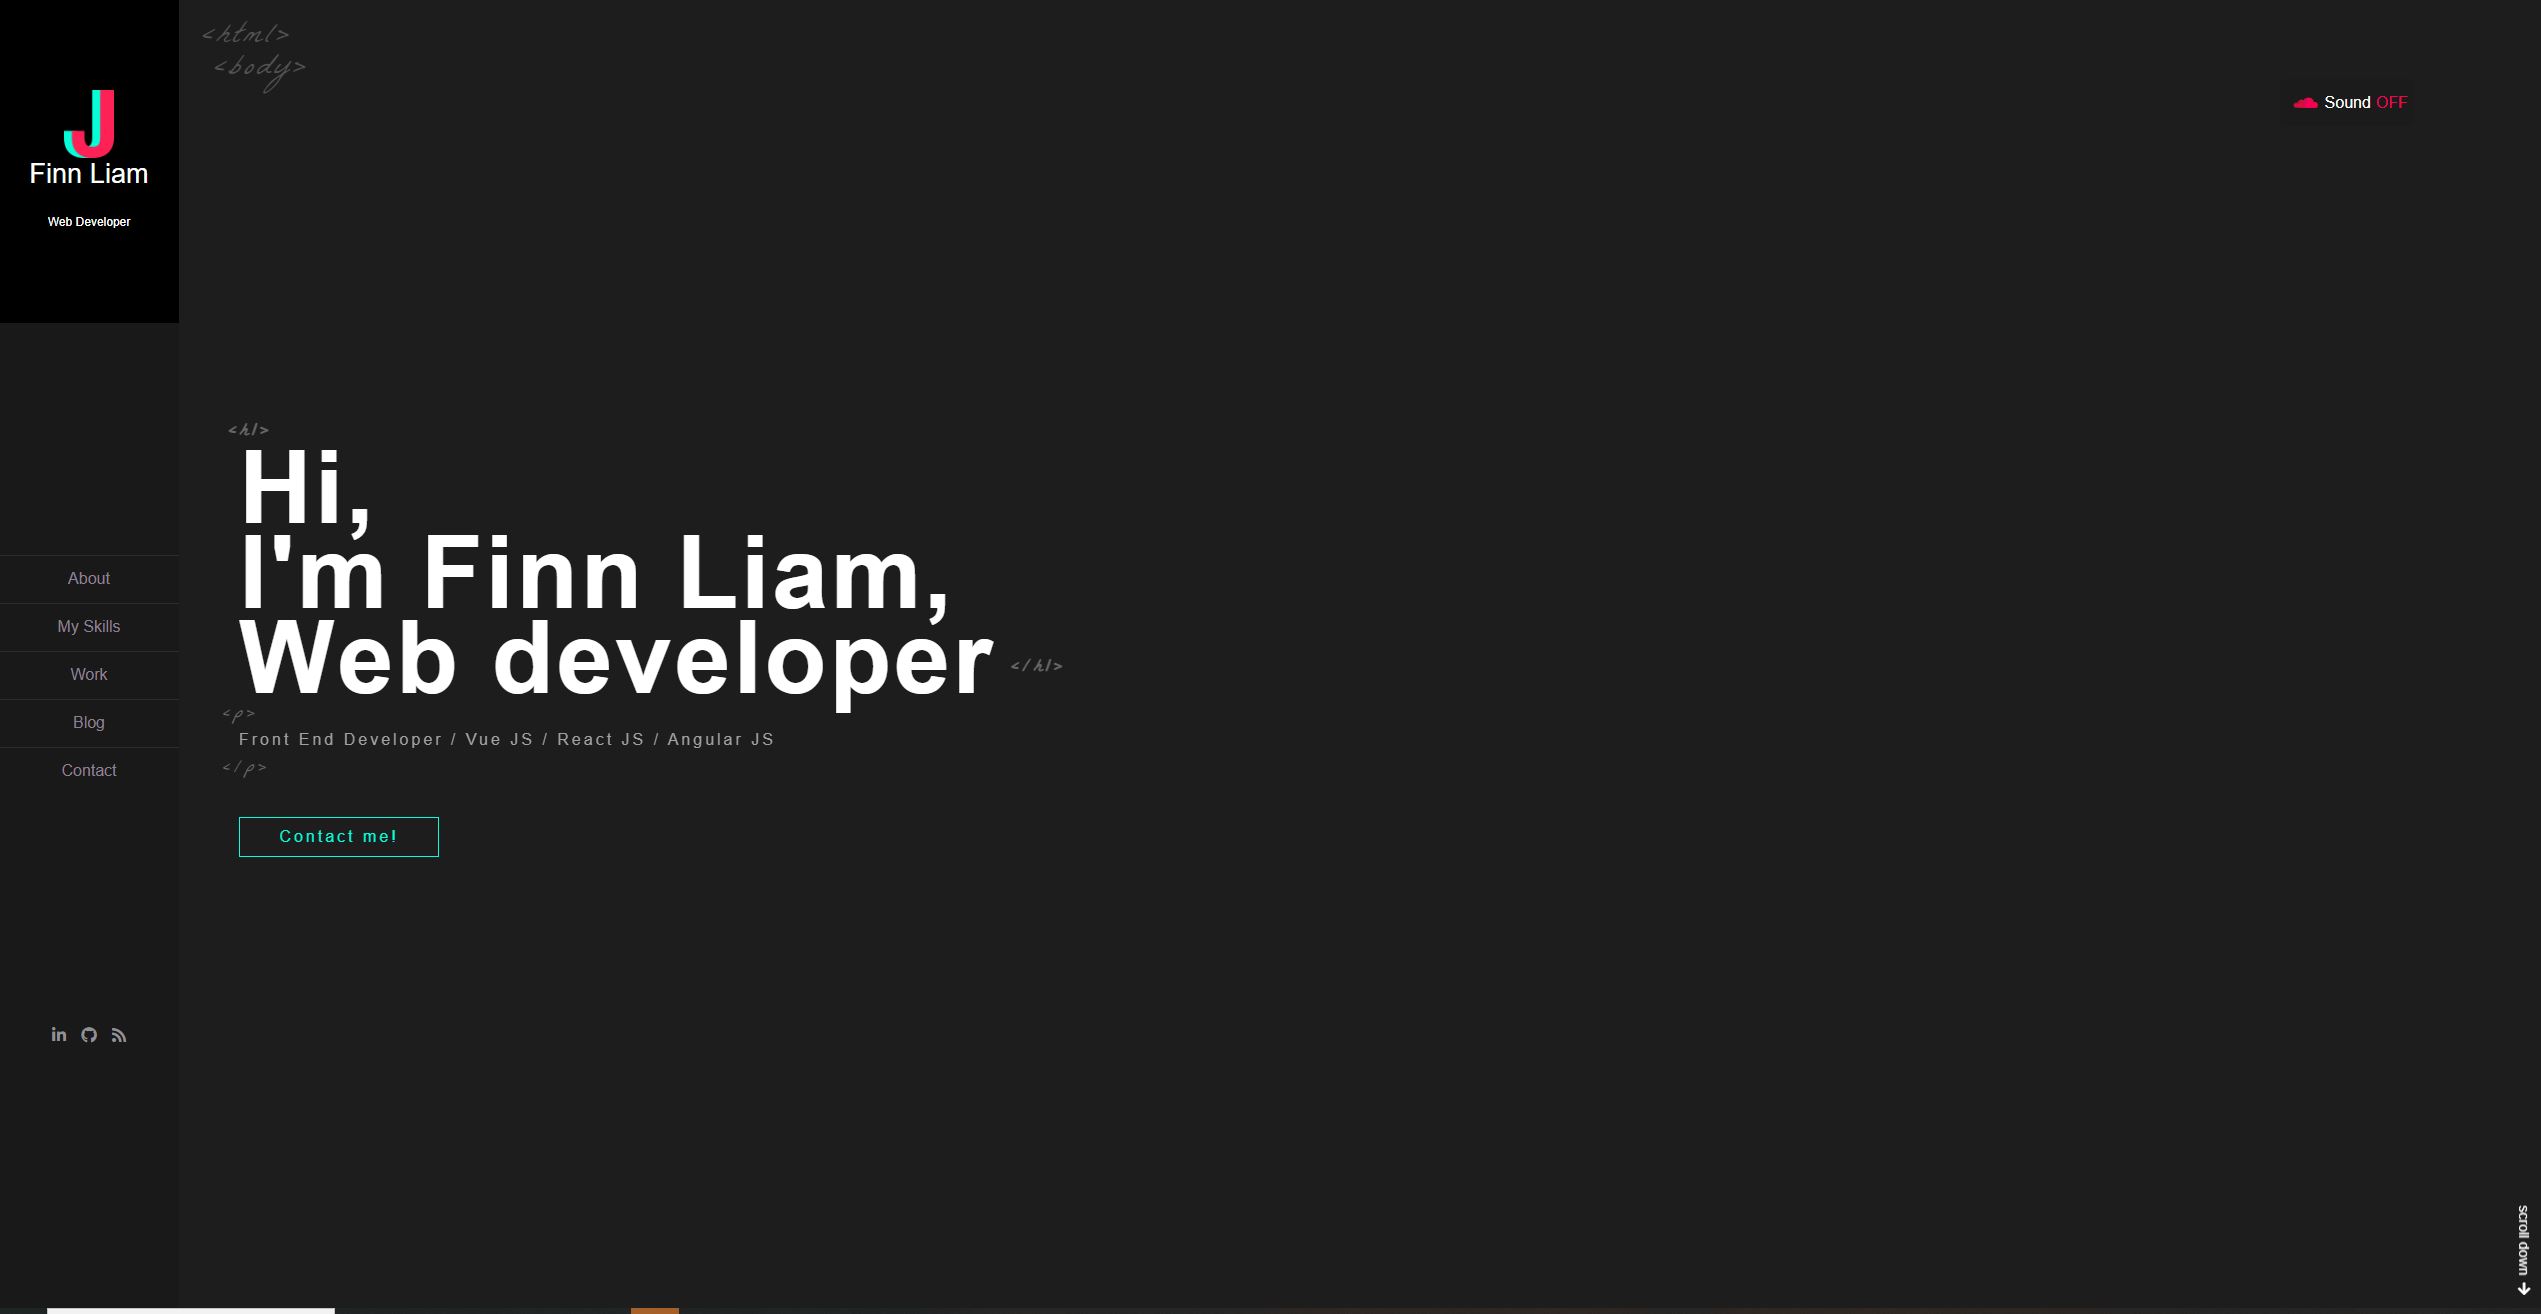 <html>
<body>
Sound OFF
J
Finn Liam
Web Developer
<h1>
Hi,
I'm Finn Liam,
Web developer </h1>
<p>
Front End Developer / Vue JS / React JS / Angular JS
</p>
Contact me!
About
My Skills
Work
Blog
Contact
in
scroll down